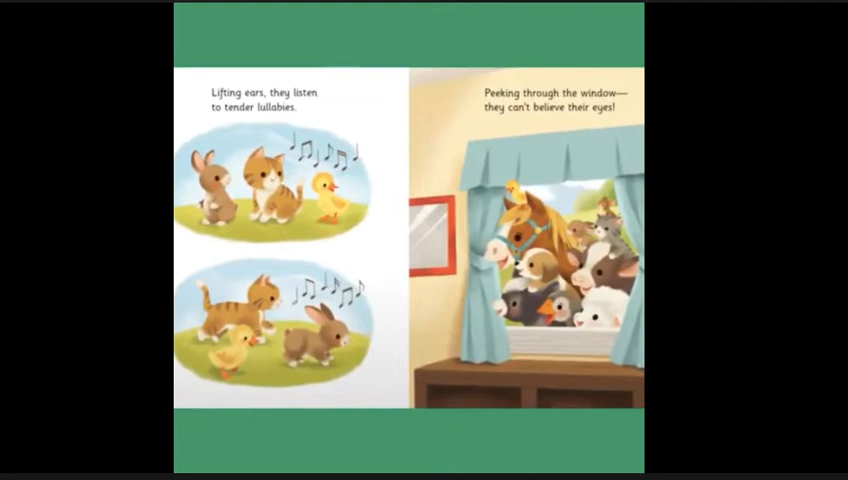 Lifting ears, they listen
to tender lullabies.
Peeking through the window—
they can't believe their eyes!